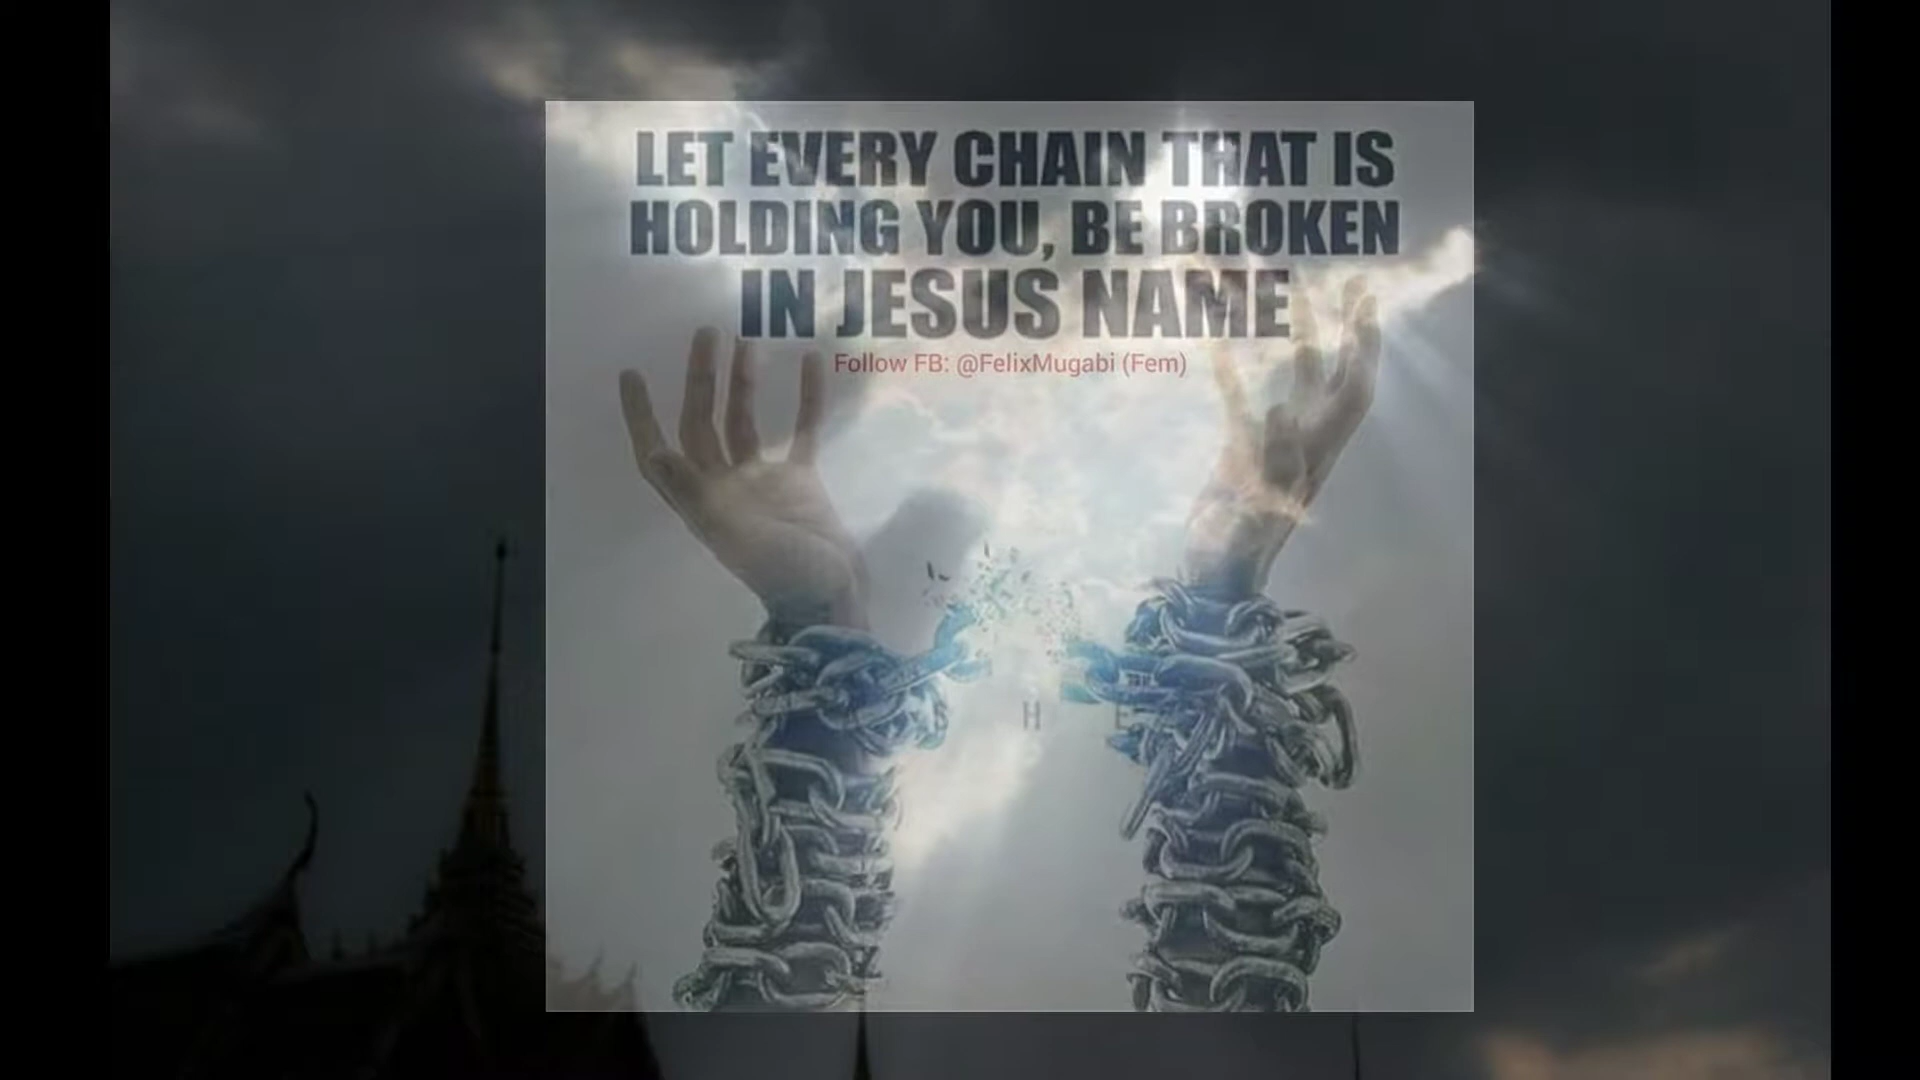 LET EVERY CHAIN THAT IS
HOLDING YOU, BE BROKEN
IN JESUS NAME
Follow FB: @FelixMugabi (Fem)
H E